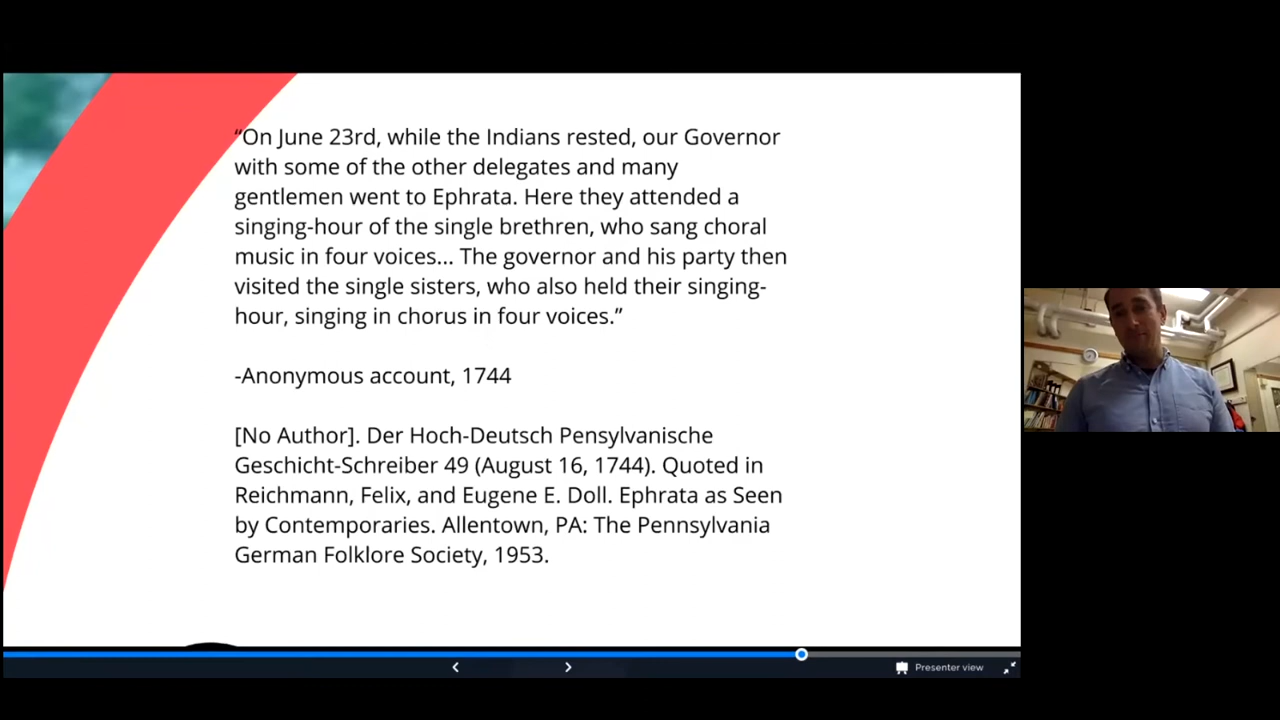 “On June 23rd, while the Indians rested, our Governor
with some of the other delegates and many
gentlemen went to Ephrata. Here they attended a
singing-hour of the single brethren, who sang choral
music in four voices... The governor and his party then
visited the single sisters, who also held their singing-
hour, singing in chorus in four voices.”
-Anonymous account, 1744
[No Author]. Der Hoch-Deutsch Pensylvanische
Geschicht-Schreiber 49 (August 16, 1744). Quoted in
Reichmann, Felix, and Eugene E. Doll. Ephrata as Seen
by Contemporaries. Allentown, PA: The Pennsylvania
German Folklore Society, 1953.
Presenter view